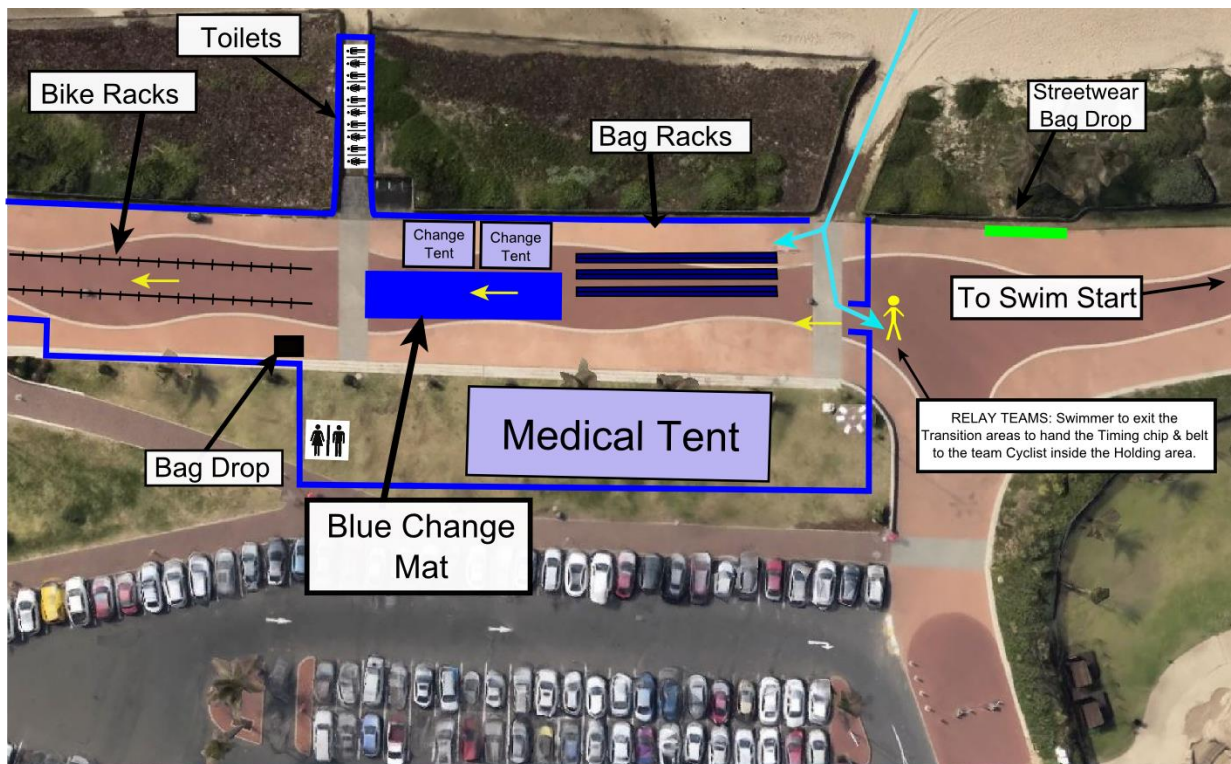 Toilets
Bike Racks
Streetwear
Bag Drop
Bag Racks
Change
Tent
Change
Tent
To Swim Start
RELAY TEAMS: Swimmer to exit the
Transition areas to hand the Timing chip & belt
to the team Cyclist inside the Holding area.
Medical Tent
Bag Drop
Blue Change
Mat